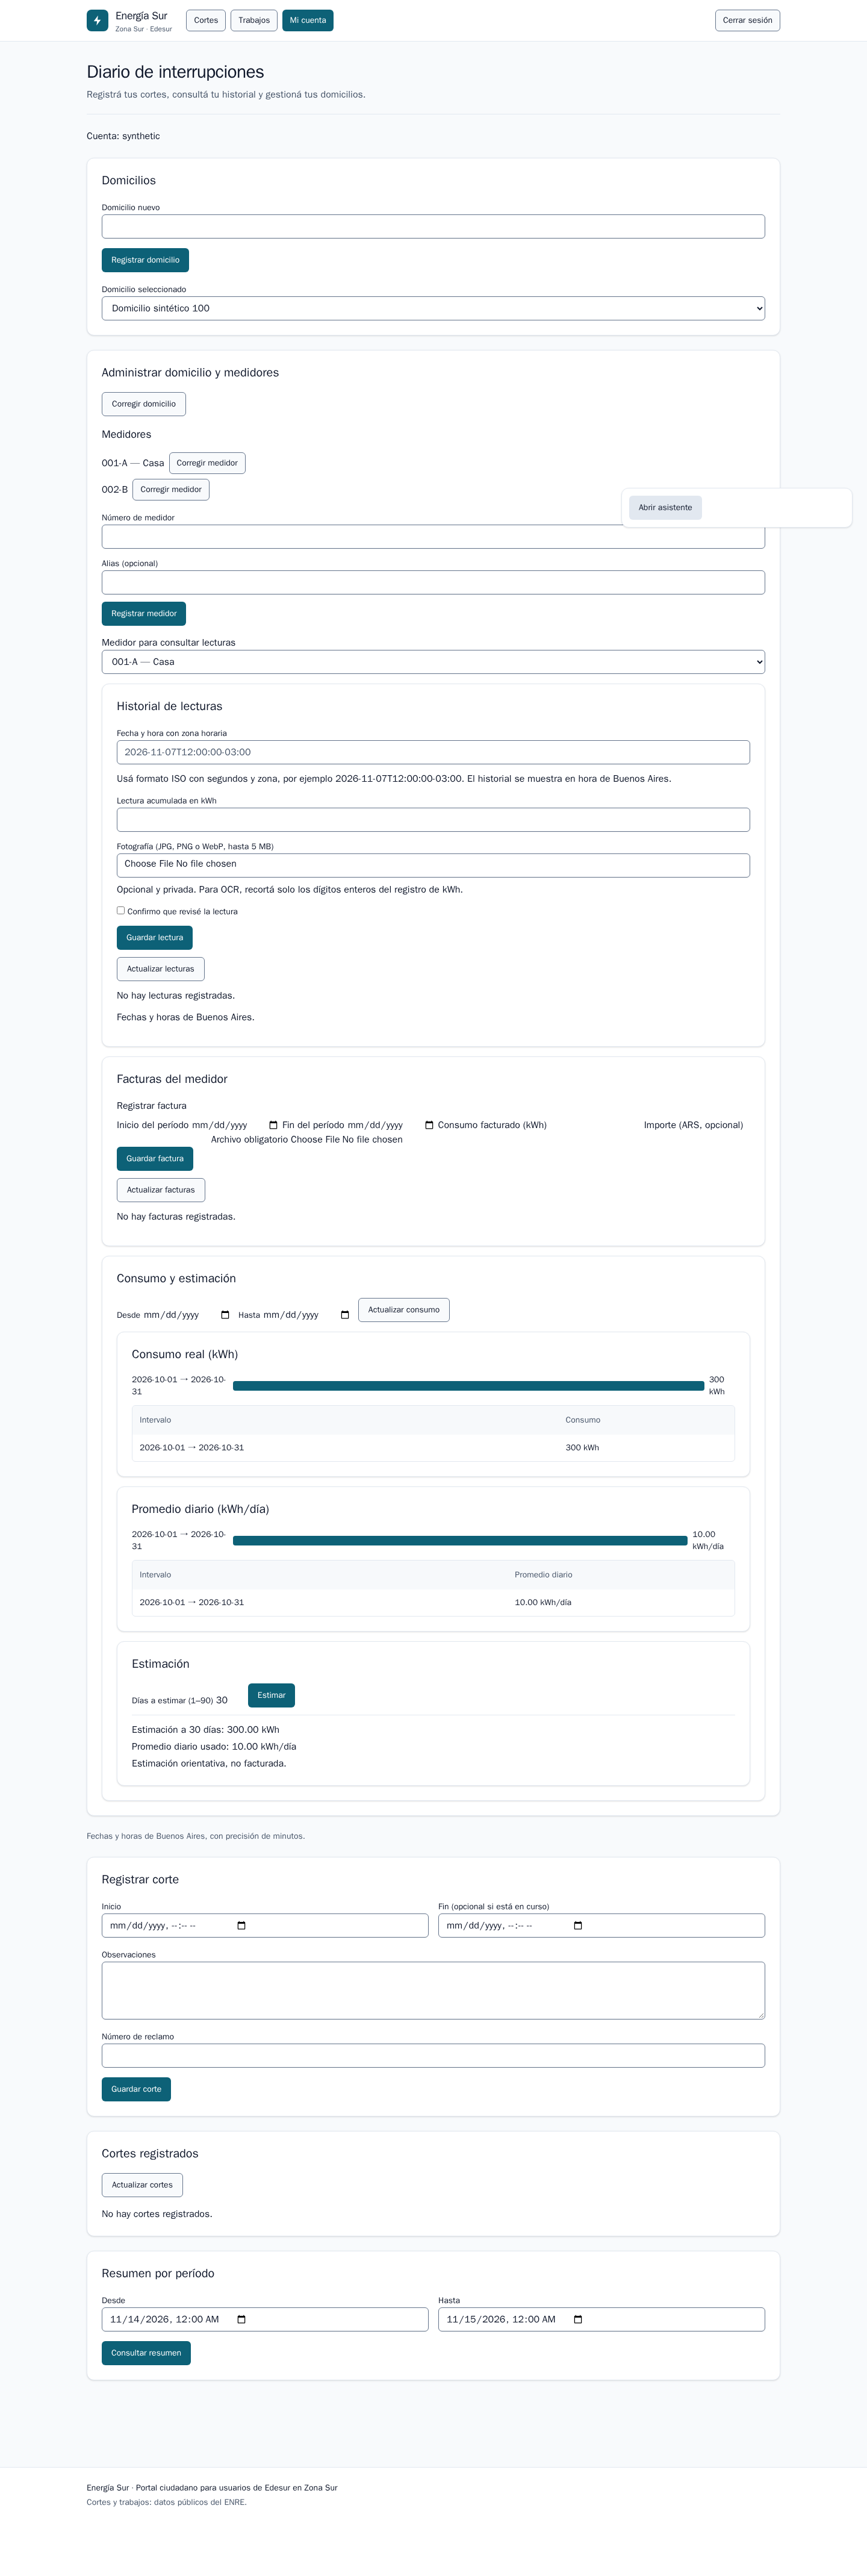 Energía Sur
Zona Sur · Edesur
Cortes
Trabajos
Mi cuenta
Cerrar sesión
Diario de interrupciones
Registrá tus cortes, consultá tu historial y gestioná tus domicilios.
Cuenta: synthetic
Domicilios
Domicilio nuevo
Registrar domicilio
Domicilio seleccionado
Domicilio sintético 100
Administrar domicilio y medidores
Corregir domicilio
Medidores
001-A — Casa Corregir medidor
002-B Corregir medidor
Abrir asistente
Número de medidor
Alias (opcional)
Registrar medidor
Medidor para consultar lecturas
001-A — Casa
Historial de lecturas
Fecha y hora con zona horaria
2026-11-07T12:00:00-03:00
Usá formato ISO con segundos y zona, por ejemplo 2026-11-07T12:00:00-03:00. El historial se muestra en hora de Buenos Aires.
Lectura acumulada en kWh
Fotografía (JPG, PNG o WebP, hasta 5 MB)
Choose File No file chosen
Opcional y privada. Para OCR, recortá solo los dígitos enteros del registro de kWh.
Confirmo que revisé la lectura
Guardar lectura
Actualizar lecturas
No hay lecturas registradas.
Fechas y horas de Buenos Aires.
Facturas del medidor
Registrar factura
Inicio del período mm/dd/yyyy Fin del período mm/dd/yyyy Consumo facturado (kWh) Importe (ARS, opcional)
Archivo obligatorio Choose File No file chosen
Guardar factura
Actualizar facturas
No hay facturas registradas.
Consumo y estimación
Desde mm/dd/yyyy Hasta mm/dd/yyyy Actualizar consumo
Consumo real (kWh)
2026-10-01 → 2026-10-
31
300
kWh
Intervalo Consumo
2026-10-01 → 2026-10-31 300 kWh
Promedio diario (kWh/día)
2026-10-01 → 2026-10-
31
10.00
kWh/día
Intervalo Promedio diario
2026-10-01 → 2026-10-31 10.00 kWh/día
Estimación
Días a estimar (1–90) 30 Estimar
Estimación a 30 días: 300.00 kWh
Promedio diario usado: 10.00 kWh/día
Estimación orientativa, no facturada.
Fechas y horas de Buenos Aires, con precisión de minutos.
Registrar corte
Inicio Fin (opcional si está en curso)
mm/dd/yyyy, --:-- -- mm/dd/yyyy, --:-- --
Observaciones
Número de reclamo
Guardar corte
Cortes registrados
Actualizar cortes
No hay cortes registrados.
Resumen por período
Desde Hasta
11/14/2026, 12:00 AM 11/15/2026, 12:00 AM
Consultar resumen
Energía Sur · Portal ciudadano para usuarios de Edesur en Zona Sur
Cortes y trabajos: datos públicos del ENRE.